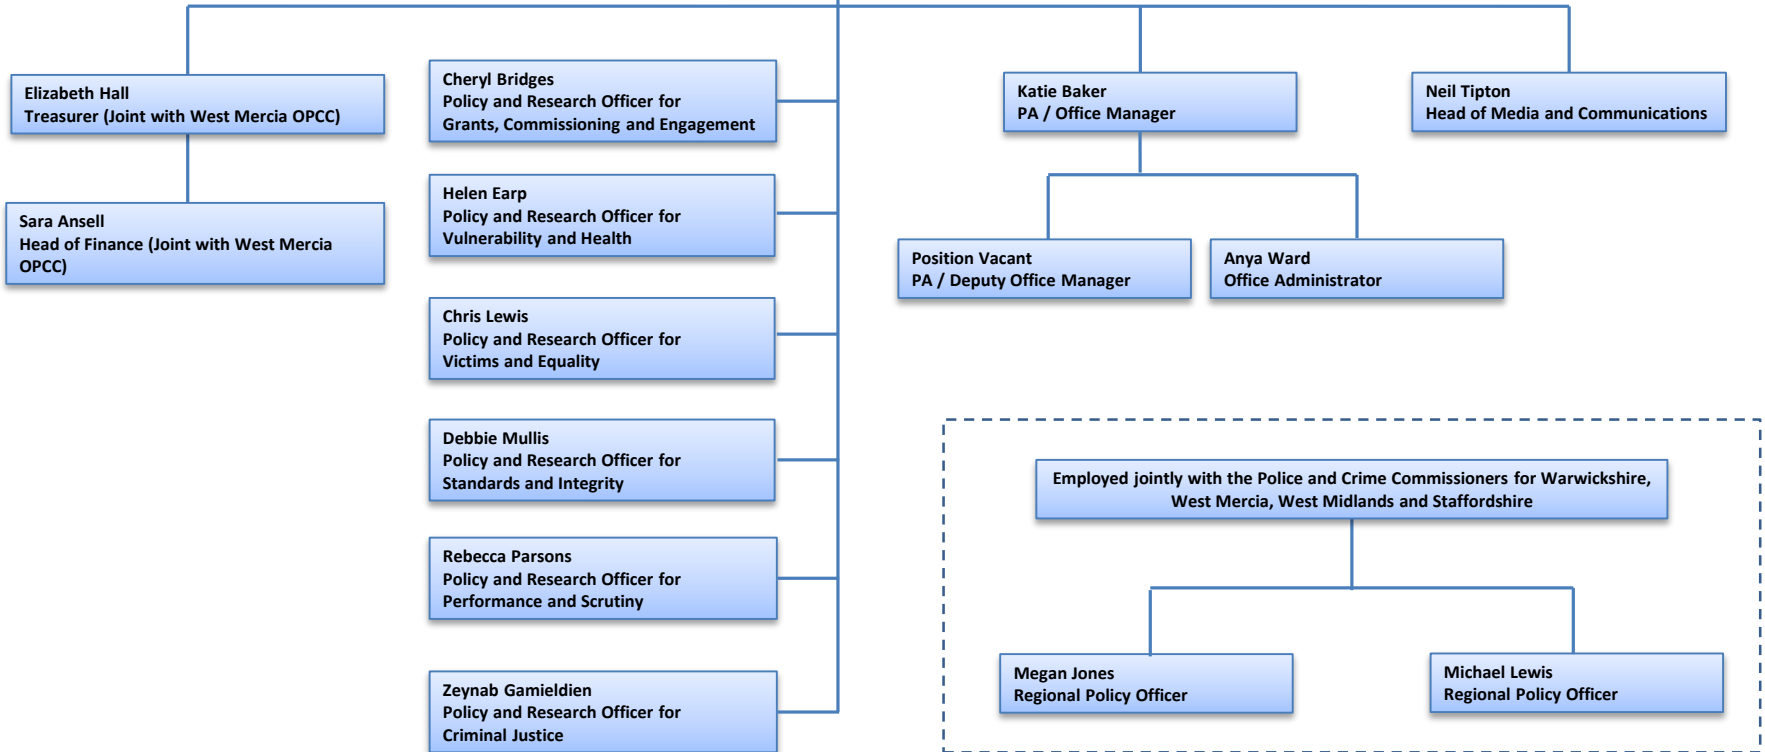 Elizabeth Hall
Treasurer (Joint with West Mercia OPCC)
Sara Ansell
Head of Finance (Joint with West Mercia
OPCC)
Cheryl Bridges
Policy and Research Officer for
Grants, Commissioning and Engagement
Helen Earp
Policy and Research Officer for
Vulnerability and Health
Chris Lewis
Policy and Research Officer for
Victims and Equality
Debbie Mullis
Policy and Research Officer for
Standards and Integrity
Rebecca Parsons
Policy and Research Officer for
Performance and Scrutiny
Zeynab Gamieldien
Policy and Research Officer for
Criminal Justice
Katie Baker
PA / Office Manager
Position Vacant
PA / Deputy Office Manager
Anya Ward
Office Administrator
Neil Tipton
Head of Media and Communications
Employed jointly with the Police and Crime Commissioners for Warwickshire,
West Mercia, West Midlands and Staffordshire
Megan Jones
Regional Policy Officer
Michael Lewis
Regional Policy Officer